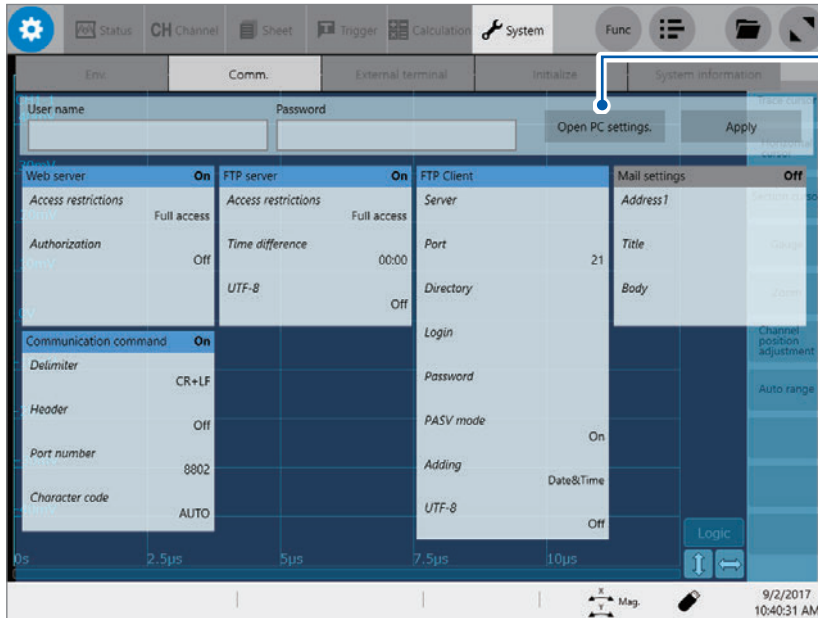 Status
CH Channel
Sheet
Trigger
Calculation
System
Func
Env.
Comm.
External terminal
Initialize
System information
User name
Password
Open PC settings.
Apply
Trace cursor
Horizontal
cursor
Web server On
Access restrictions
Full access
Authorization
Off
FTP server On
Access restrictions
Full access
Time difference
00:00
UTF-8
Off
FTP Client
Server
Port
21
Directory
Login
Password
PASV mode
On
Adding
Date&Time
UTF-8
Off
Mail settings Off
Address1
Title
Body
Gauge
Zoom
Channel
position
adjustment
Auto range
Communication command On
Delimiter
CR+LF
Header
Off
Port number
8802
Character code
AUTO
0V
Logic
0s
2.5µs
5µs
7.5µs
10µs
X
Y
Mag.
9/2/2017
10:40:31 AM